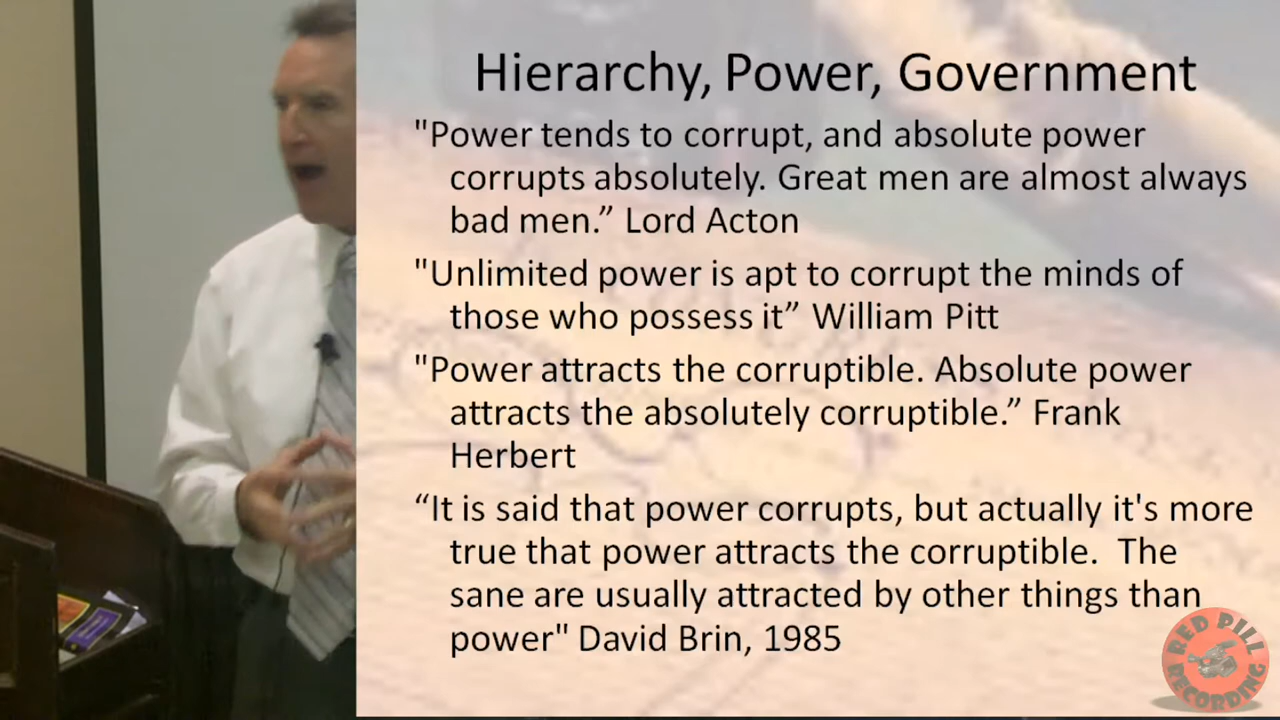 Hierarchy, Power, Government
"Power tends to corrupt, and absolute power
corrupts absolutely. Great men are almost always
bad men.” Lord Acton
"Unlimited power is apt to corrupt the minds of
those who possess it” William Pitt
"Power attracts the corruptible. Absolute power
attracts the absolutely corruptible.” Frank
Herbert
“It is said that power corrupts, but actually it's more
true that power attracts the corruptible.  The
sane are usually attracted by other things than
power" David Brin, 1985
RED PILL
RECORDING